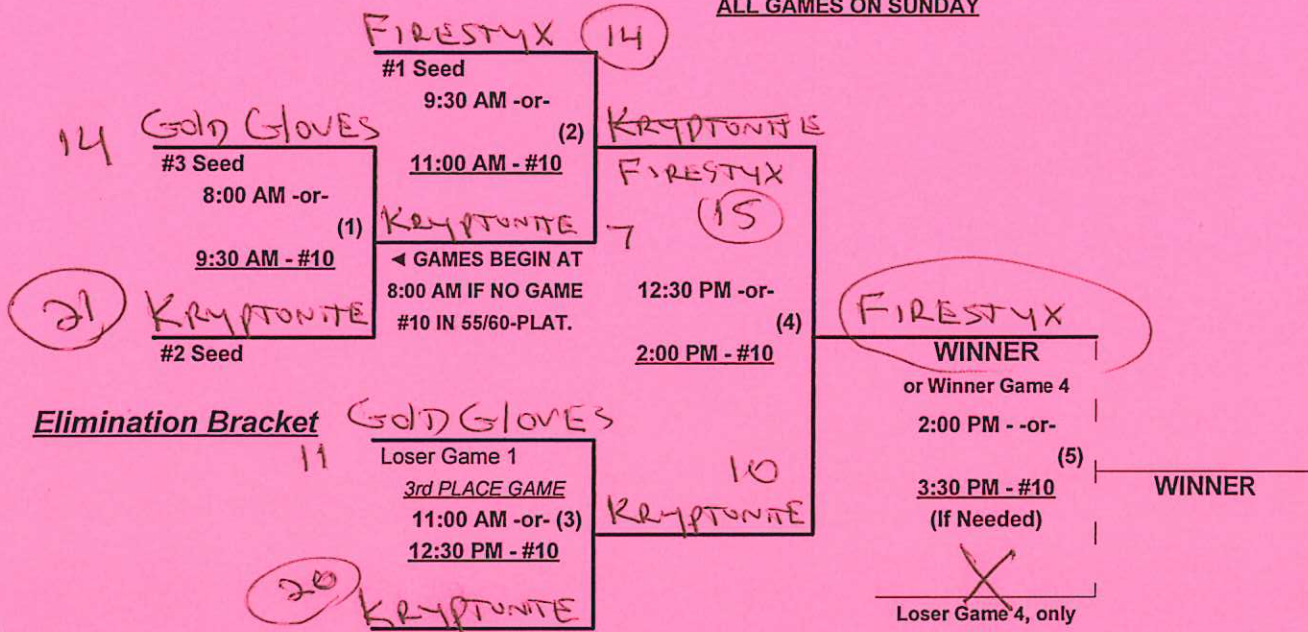 ALL GAMES ON SUNDAY
FIRESTYX 14
#1 Seed
9:30 AM -or-
(2)
11:00 AM - #10
14 GOLD GLOVES
#3 Seed
8:00 AM -or-
(1)
9:30 AM - #10
KRYPTONITE 7
◄ GAMES BEGIN AT
8:00 AM IF NO GAME
#10 IN 55/60-PLAT.
21 KRYPTONITE
#2 Seed
KRYPTONITE
FIRESTYX
15
12:30 PM -or-
(4)
2:00 PM - #10
FIRESTYX
WINNER
or Winner Game 4
2:00 PM - -or-
(5)
3:30 PM - #10
(If Needed)
X
Loser Game 4, only
WINNER
Elimination Bracket
GOLD GLOVES
11
Loser Game 1
3rd PLACE GAME
11:00 AM -or- (3)
12:30 PM - #10
20
KRYPTONITE
10
KRYPTONITE